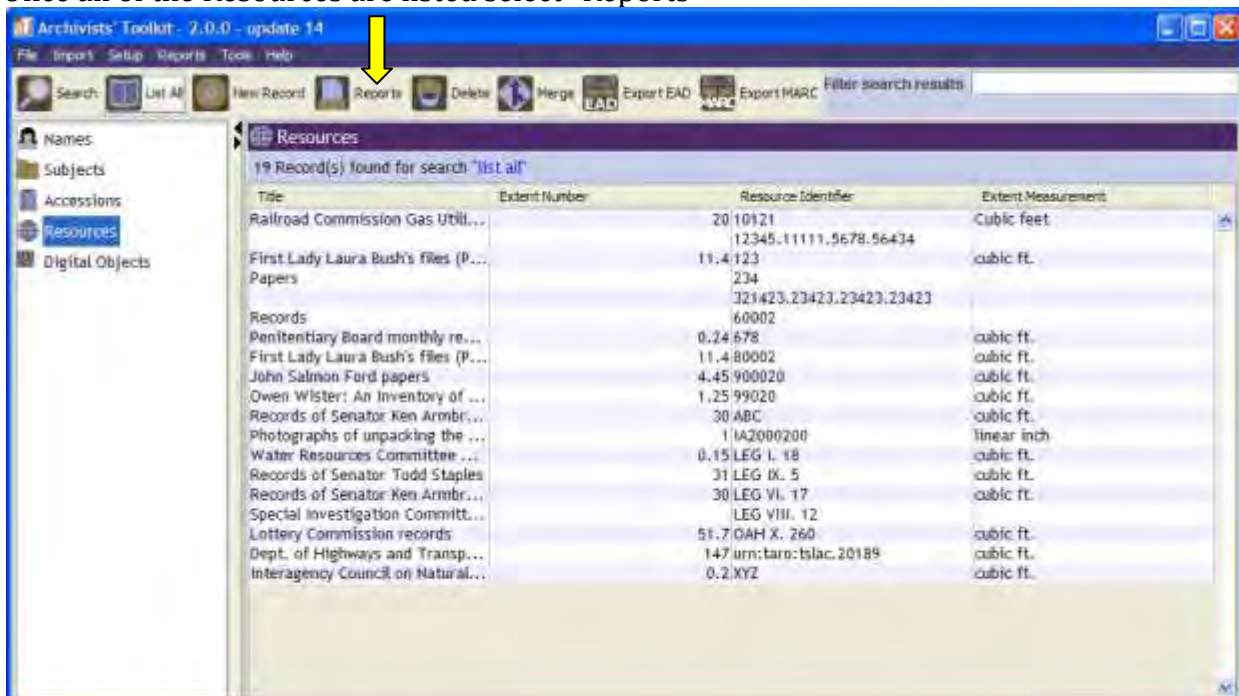 Once all of the Resources are listed select "Reports"
Archivists' Toolkit - 2.0.0 - update 14
File Import Setup Reports Tools Help
Search List All New Record Reports Delete Merge EAD Export EAD MARC Export MARC Filter search results
Names
Subjects
Accessions
Resources
Digital Objects
Resources
19 Record(s) found for search "list all"
Title Extent Number Resource Identifier Extent Measurement
Railroad Commission Gas Utili... 20 10121 Cubic feet
12345.11111.5678.56434
First Lady Laura Bush's files (P... 11.4 123 cubic ft.
Papers 234
321423.23423.23423.23423
Records 60002
Penitentiary Board monthly re... 0.24 678 cubic ft.
First Lady Laura Bush's files (P... 11.4 80002 cubic ft.
John Salmon Ford papers 4.45 900020 cubic ft.
Owen Wister: An Inventory of ... 1.25 99020 cubic ft.
Records of Senator Ken Armbr... 30 ABC cubic ft.
Photographs of unpacking the ... 1 IA2000200 linear inch
Water Resources Committee ... 0.15 LEG I. 18 cubic ft.
Records of Senator Todd Staples 31 LEG IX. 5 cubic ft.
Records of Senator Ken Armbr... 30 LEG VI. 17 cubic ft.
Special Investigation Committ... LEG VIII. 12
Lottery Commission records 51.7 OAH X. 260 cubic ft.
Dept. of Highways and Transp... 147 urn:taro:tslac.20189 cubic ft.
Interagency Council on Natural... 0.2 XYZ cubic ft.